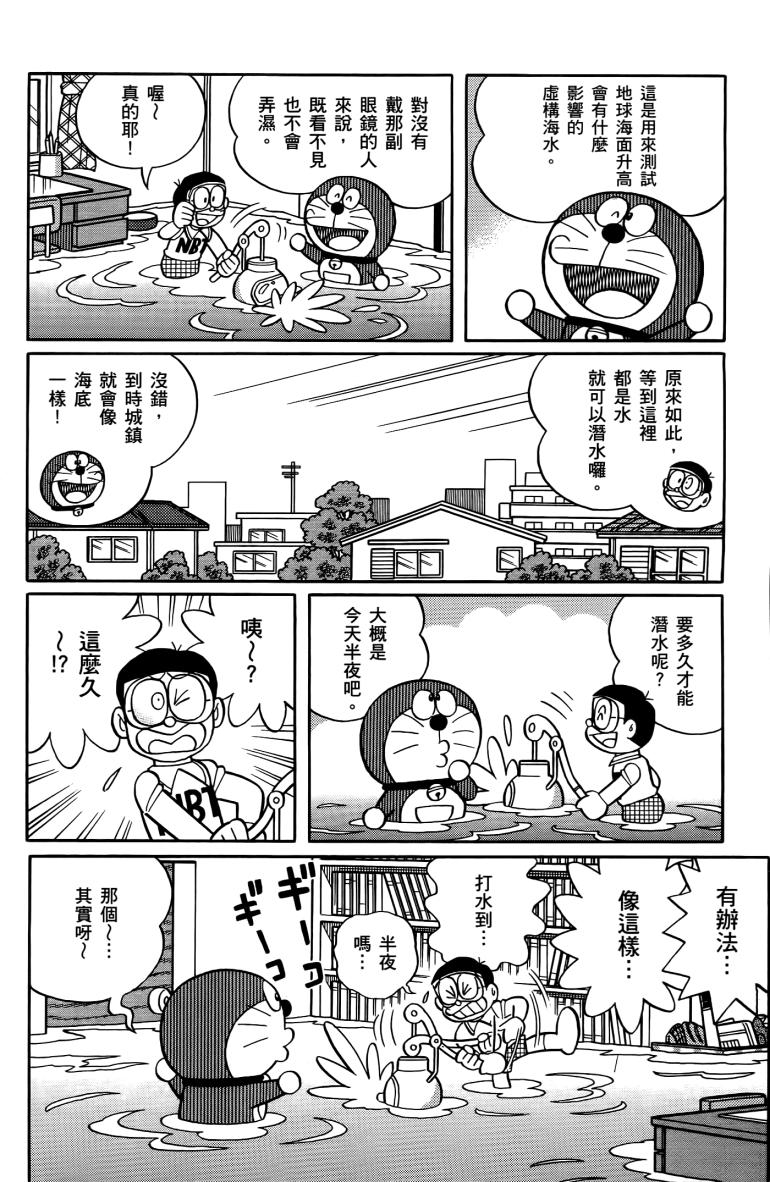 這是用來測試
地球海面升高
會有什麼
影響的
虛構海水。
對沒有
戴那副
眼鏡的人
來說，
既看不見
也不會
弄濕。
喔～
真的耶！
NBT
原來如此，
等到這裡
都是水
就可以潛水囉。
沒錯，
到時城鎮
就會像
海底
一樣！
要多久才能
潛水呢？
大概是
今天半夜吧。
咦～？
這麼久
～!?
NBT
有辦法…
像這樣…
打水到…
半夜
嗎…
ギーコ
ギーコ
那個～…
其實呀～